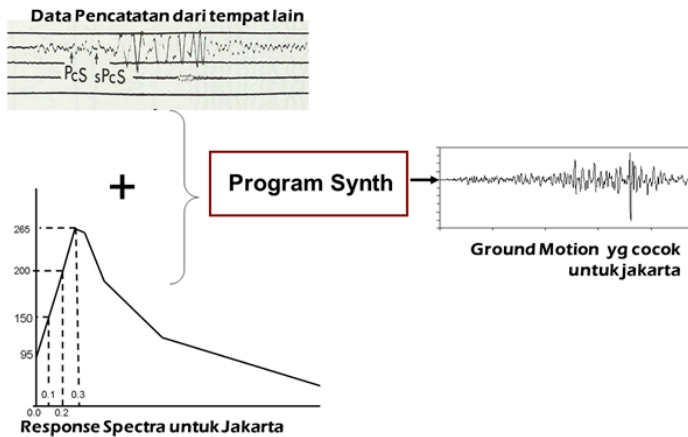 Data Pencatatan dari tempat lain
PcS sPcS
+
Program Synth
Ground Motion yg cocok
untuk jakarta
265
200
150
95
0.1
0.3
0.0
0.2
Response Spectra untuk Jakarta